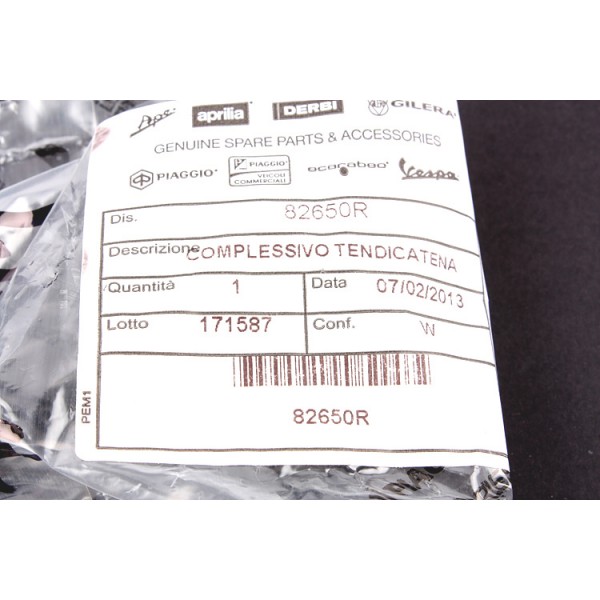 Ape aprilia DERBI GILERA
GENUINE SPARE PARTS & ACCESSORIES
PIAGGIO PIAGGIO VEICOLI COMMERCIALI scarabeo Vespa
Dis. 82650R
Descrizione COMPLESSIVO TENDICATENA
Quantità 1 Data 07/02/2013
Lotto 171587 Conf. W
PEM1
82650R